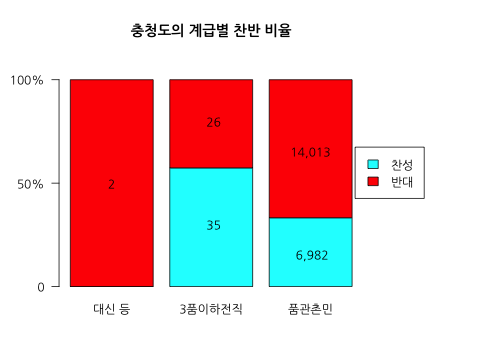 충청도의 계급별 찬반 비율
100%
50%
0
2
26
35
14,013
6,982
찬성
반대
대신 등
3품이하전직
품관촌민